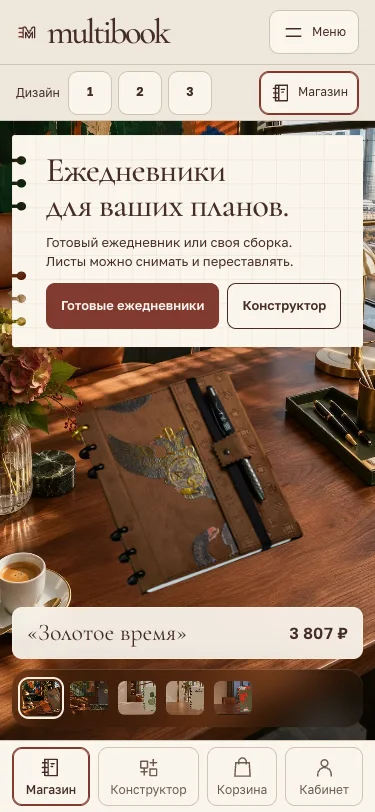 multibook
Меню
Дизайн
1
2
3
Магазин
Ежедневники
для ваших планов.
Готовый ежедневник или своя сборка.
Листы можно снимать и переставлять.
Готовые ежедневники
Конструктор
«Золотое время»
3 807 ₽
Магазин
Конструктор
Корзина
Кабинет